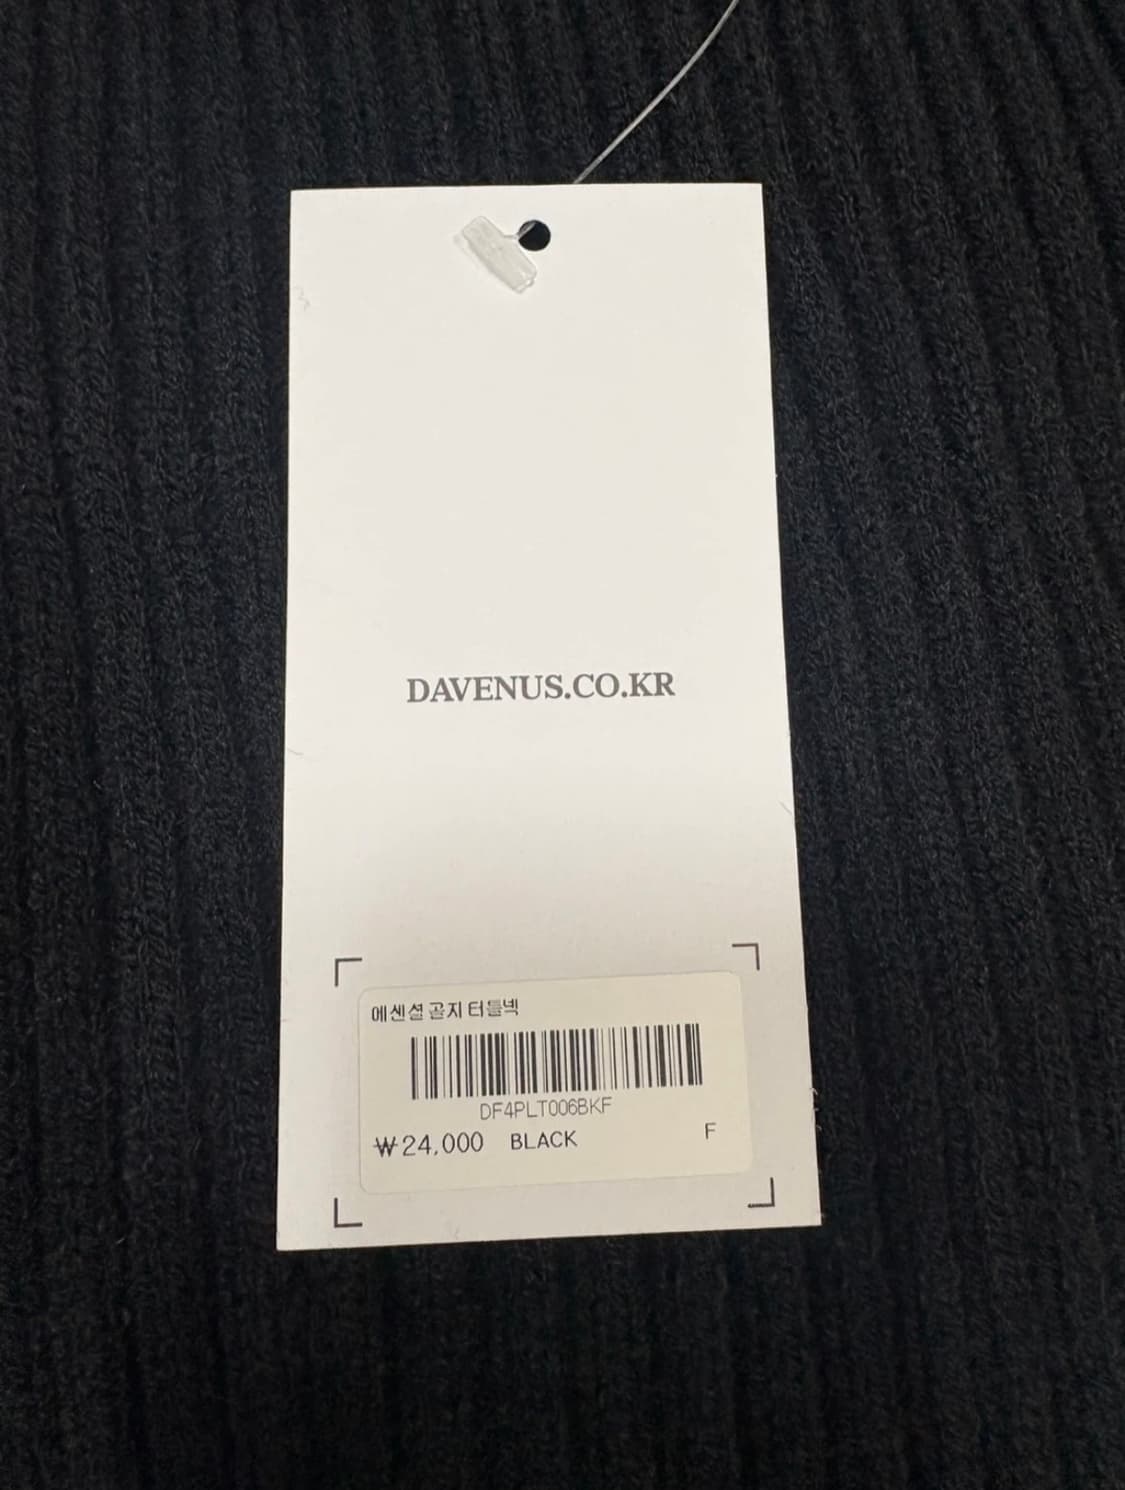 DAVENUS.CO.KR
에센셜 골지 터틀넥
DF4PLT006BKF
₩24,000 BLACK F